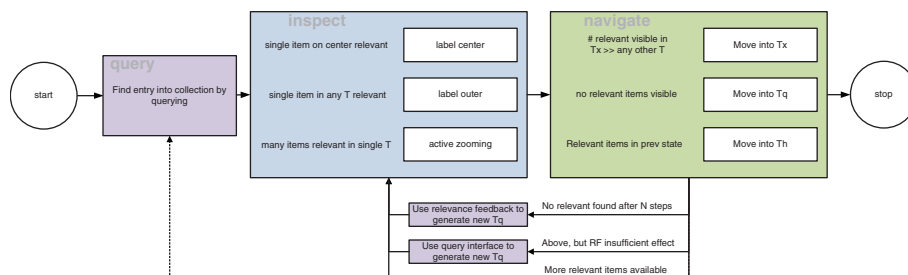 inspect
navigate
query
start
Find entry into collection by
querying
single item on center relevant
label center
single item in any T relevant
label outer
many items relevant in single T
active zooming
# relevant visible in
Tx >> any other T
Move into Tx
no relevant items visible
Move into Tq
Relevant items in prev state
Move into Th
stop
Use relevance feedback to
generate new Tq
No relevant found after N steps
Use query interface to
generate new Tq
Above, but RF insufficient effect
More relevant items available